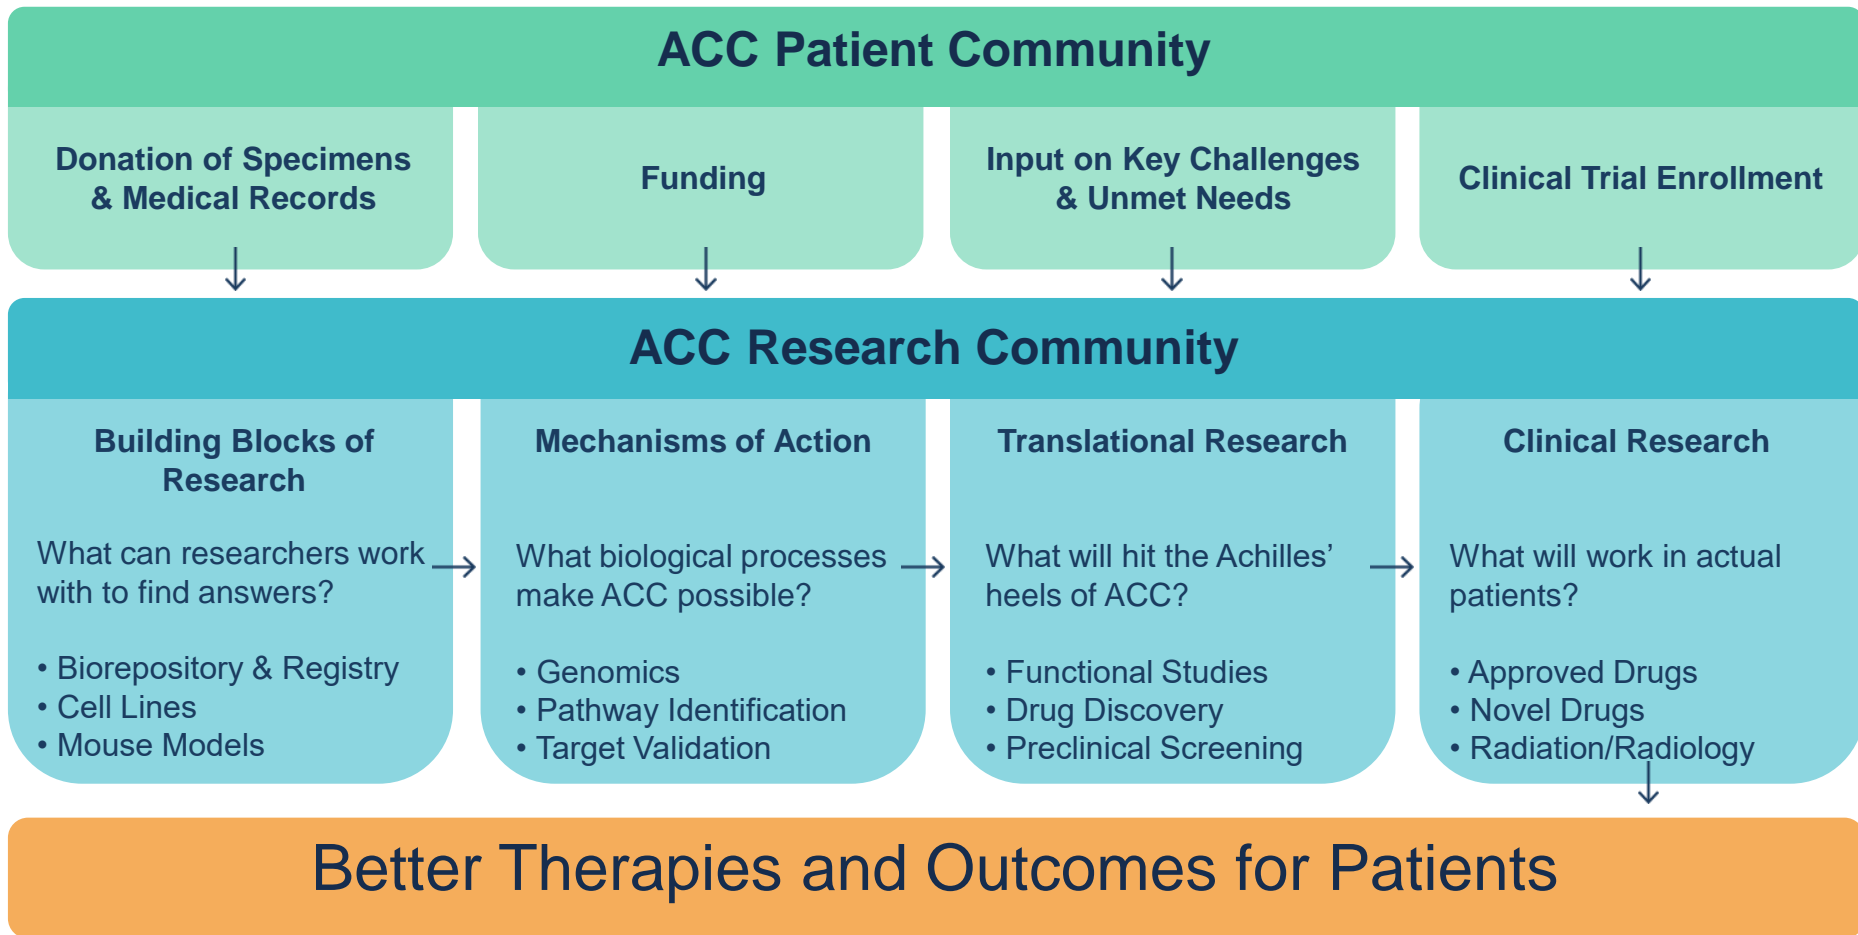 ACC Patient Community
Donation of Specimens
& Medical Records
Funding
Input on Key Challenges
& Unmet Needs
Clinical Trial Enrollment
ACC Research Community
Building Blocks of
Research
What can researchers work
with to find answers?
• Biorepository & Registry
• Cell Lines
• Mouse Models
Mechanisms of Action
What biological processes
make ACC possible?
• Genomics
• Pathway Identification
• Target Validation
Translational Research
What will hit the Achilles’
heels of ACC?
• Functional Studies
• Drug Discovery
• Preclinical Screening
Clinical Research
What will work in actual
patients?
• Approved Drugs
• Novel Drugs
• Radiation/Radiology
Better Therapies and Outcomes for Patients